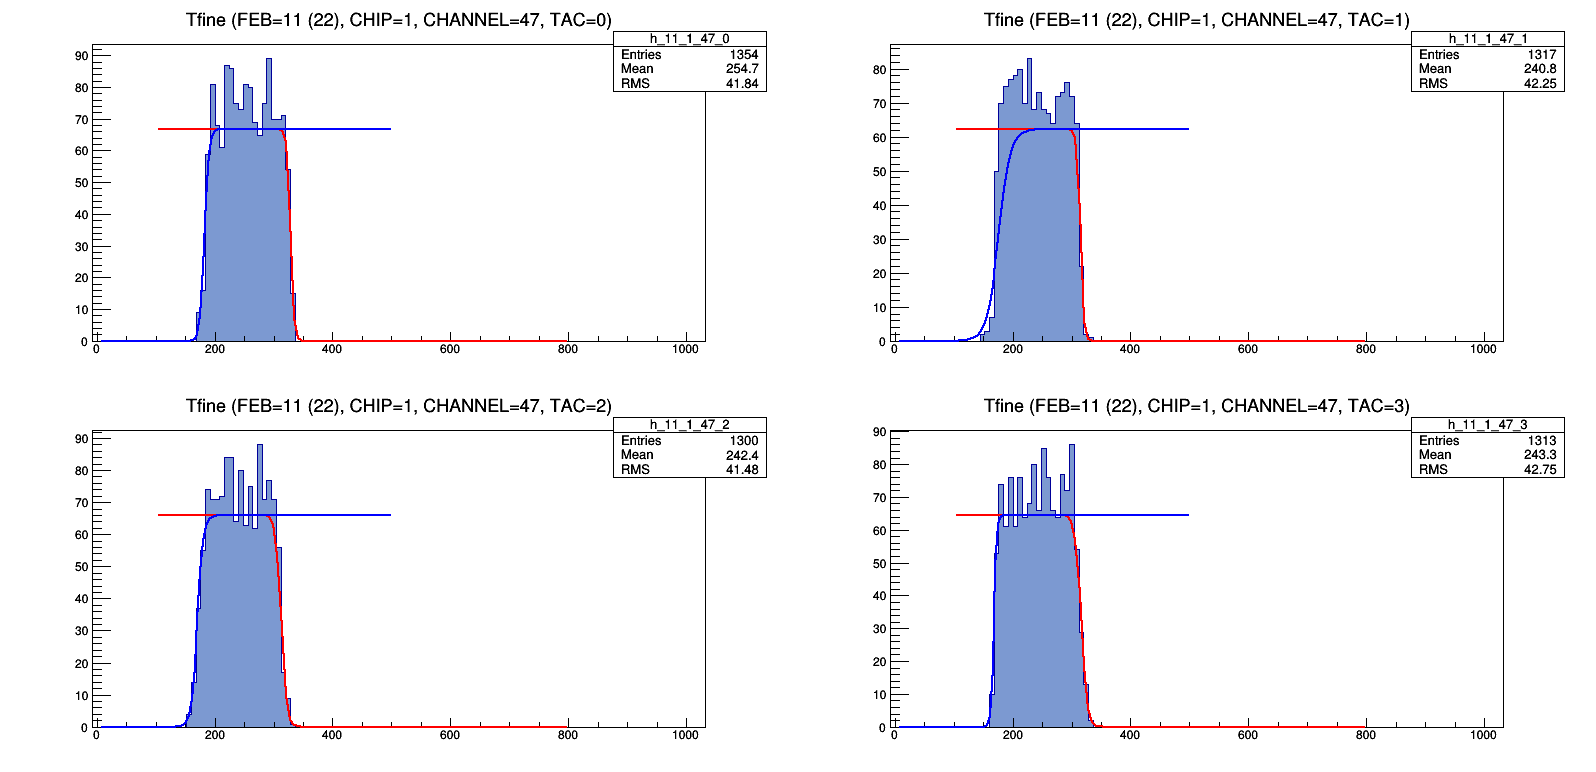 Tfine (FEB=11 (22), CHIP=1, CHANNEL=47, TAC=0)
h_11_1_47_0
Entries 1354
Mean 254.7
RMS 41.84
90
80
70
60
50
40
30
20
10
0
0 200 400 600 800 1000
Tfine (FEB=11 (22), CHIP=1, CHANNEL=47, TAC=1)
h_11_1_47_1
Entries 1317
Mean 240.8
RMS 42.25
80
70
60
50
40
30
20
10
0
0 200 400 600 800 1000
Tfine (FEB=11 (22), CHIP=1, CHANNEL=47, TAC=2)
h_11_1_47_2
Entries 1300
Mean 242.4
RMS 41.48
90
80
70
60
50
40
30
20
10
0
0 200 400 600 800 1000
Tfine (FEB=11 (22), CHIP=1, CHANNEL=47, TAC=3)
h_11_1_47_3
Entries 1313
Mean 243.3
RMS 42.75
90
80
70
60
50
40
30
20
10
0
0 200 400 600 800 1000